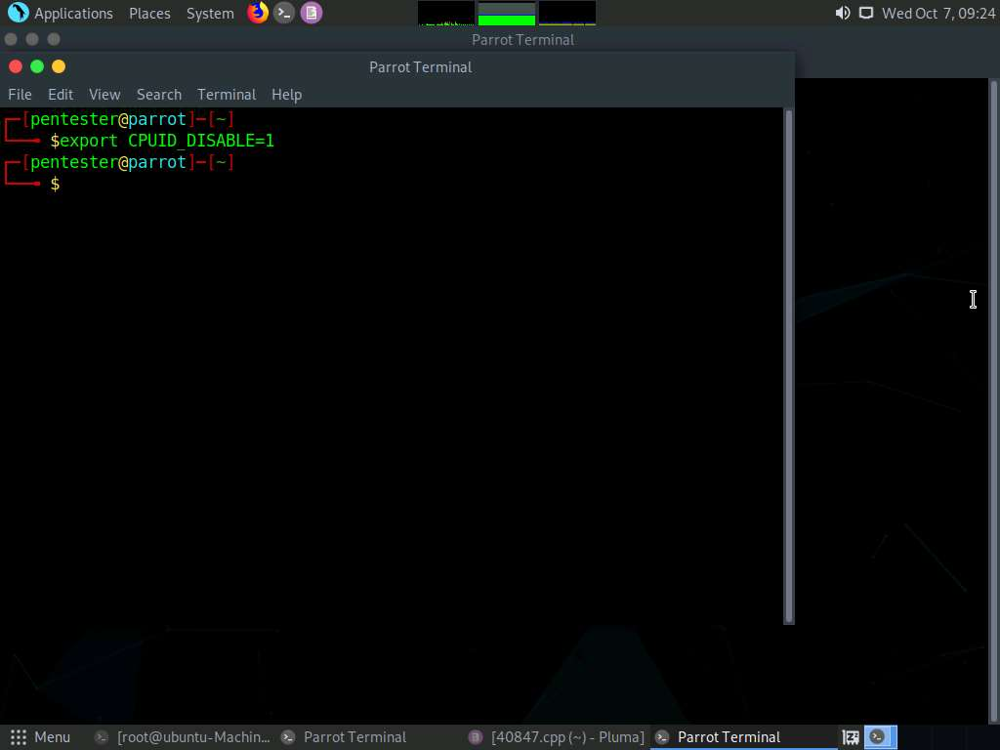 Applications Places System Wed Oct 7, 09:24
Parrot Terminal
Parrot Terminal
File Edit View Search Terminal Help
[pentester@parrot]-[~]
$export CPUID_DISABLE=1
[pentester@parrot]-[~]
$
Menu [root@ubuntu-Machin... Parrot Terminal [40847.cpp (~) - Pluma] Parrot Terminal